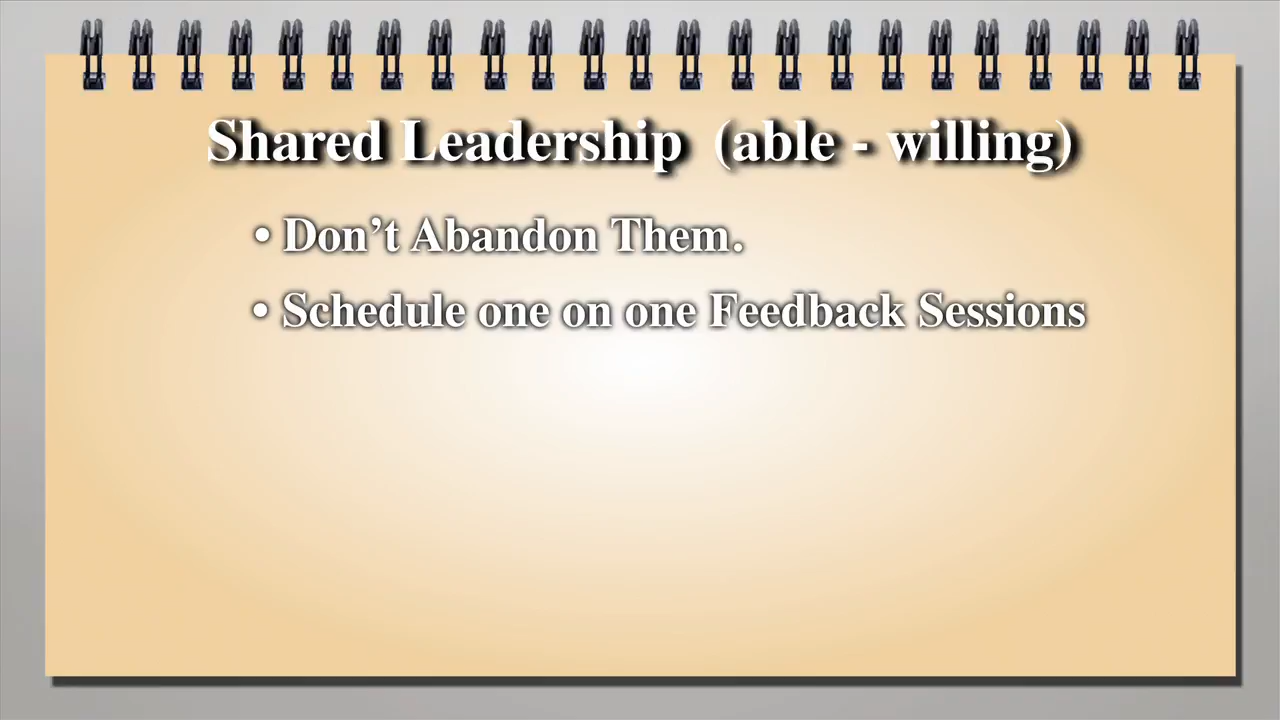 Shared Leadership (able - willing)
• Don’t Abandon Them.
• Schedule one on one Feedback Sessions